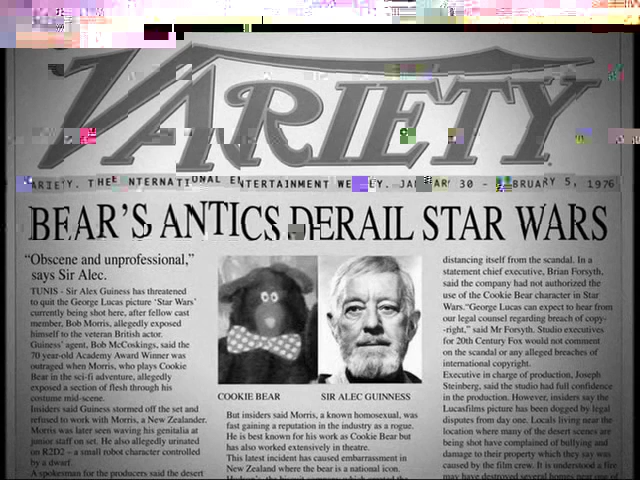 VARIETY
VARIETY. THE INTERNATIONAL ENTERTAINMENT WEEKLY. JANUARY 30 - FEBRUARY 5, 1976
BEAR'S ANTICS DERAIL STAR WARS
“Obscene and unprofessional,”
says Sir Alec.
TUNIS - Sir Alex Guiness has threatened
to quit the George Lucas picture ‘Star Wars’
currently being shot here, after fellow cast
member, Bob Morris, allegedly exposed
himself to the veteran British actor.
Guiness’ agent, Bob McCoskings, said the
70 year-old Academy Award Winner was
outraged when Morris, who plays Cookie
Bear in the sci-fi adventure, allegedly
exposed a section of flesh through his
costume mid-scene.
Insiders said Guiness stormed off the set and
refused to work with Morris, a New Zealander.
Morris was later seen waving his genitalia at
junior staff on set. He also allegedly urinated
on R2D2 – a small robot character controlled
by a dwarf.
A spokesman for the producers said the desert
COOKIE BEAR
SIR ALEC GUINNESS
But insiders said Morris, a known homosexual, was
fast gaining a reputation in the industry as a rogue.
He is best known for his work as Cookie Bear but
has also worked extensively in theatre.
This latest incident has caused embarrassment in
New Zealand where the bear is a national icon.
distancing itself from the scandal. In a
statement chief executive, Brian Forsyth,
said the company had not authorized the
use of the Cookie Bear character in Star
Wars.“George Lucas can expect to hear from
our legal counsel regarding breach of copy-
-right,” said Mr Forsyth. Studio executives
for 20th Century Fox would not comment
on the scandal or any alleged breaches of
international copyright.
Executive in charge of production, Joseph
Steinberg, said the studio had full confidence
in the production. However, insiders say the
Lucasfilms picture has been dogged by legal
disputes from day one. Locals living near the
location where many of the desert scenes are
being shot have complained of bullying and
damage to their property which they say was
caused by the film crew. It is understood a fire
may have destroyed several homes near one of